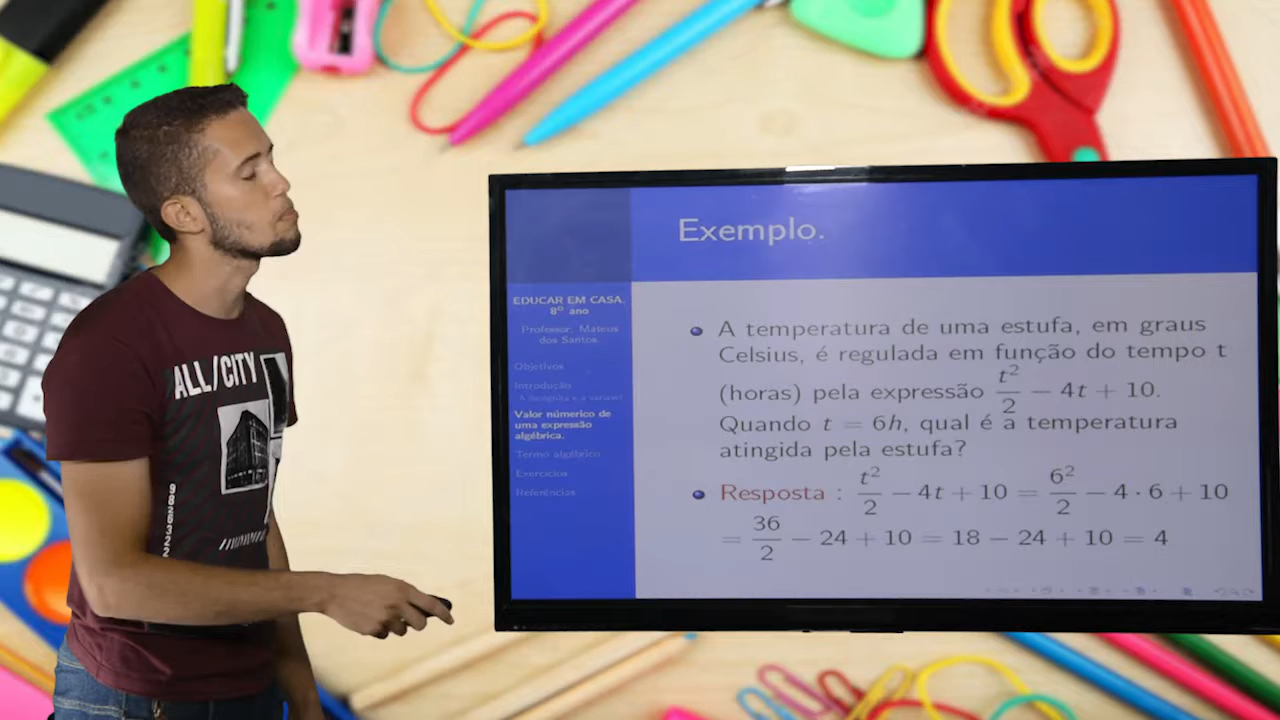 ALL/CITY
Exemplo.
EDUCAR EM CASA.
8º ano
Professor: Mateus
dos Santos.
Objetivos
Introdução
A incógnita e a variável
Valor númerico de
uma expressão
algébrica.
Termo algébrico
Exercícios
Referências
A temperatura de uma estufa, em graus
Celsius, é regulada em função do tempo t
(horas) pela expressão t²/2 − 4t + 10.
Quando t = 6h, qual é a temperatura
atingida pela estufa?
Resposta : t²/2 − 4t + 10 = 6²/2 − 4 · 6 + 10
= 36/2 − 24 + 10 = 18 − 24 + 10 = 4